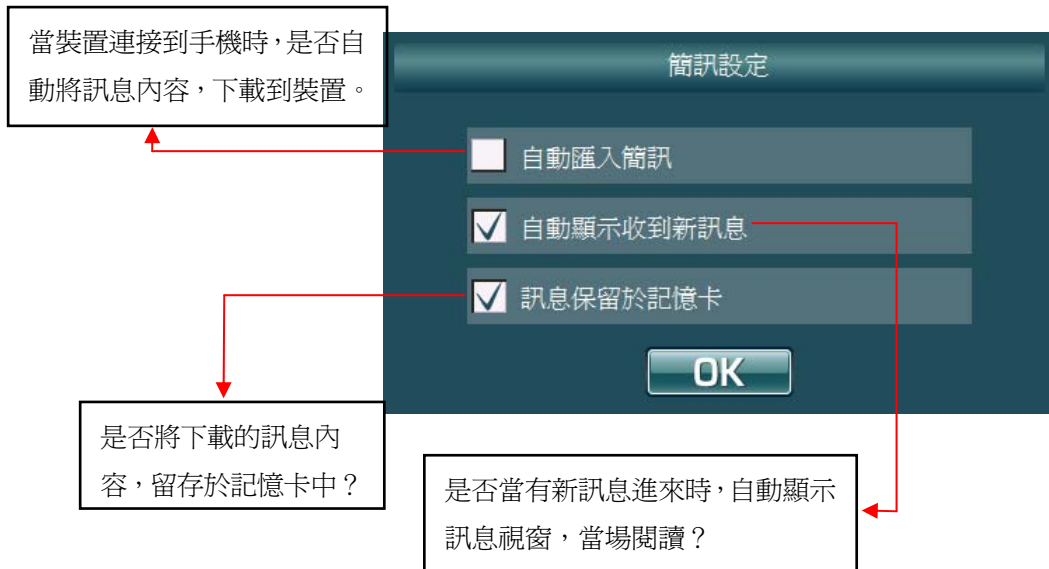 當裝置連接到手機時，是否自
動將訊息內容，下載到裝置。
簡訊設定
自動匯入簡訊
自動顯示收到新訊息
訊息保留於記憶卡
OK
是否將下載的訊息內
容，留存於記憶卡中？
是否當有新訊息進來時，自動顯示
訊息視窗，當場閱讀？